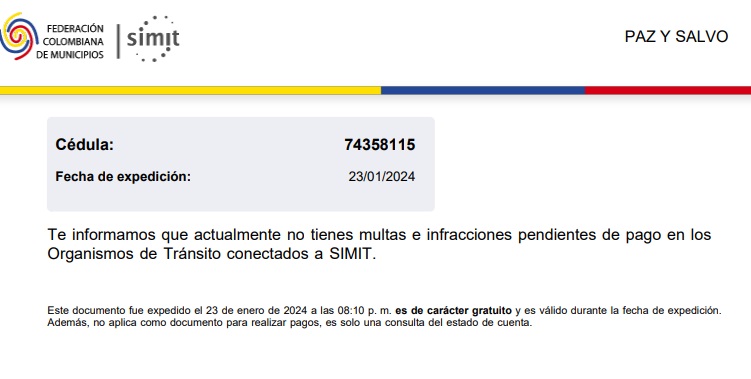 FEDERACIÓN
COLOMBIANA
DE MUNICIPIOS
simit
PAZ Y SALVO
Cédula: 74358115
Fecha de expedición: 23/01/2024
Te informamos que actualmente no tienes multas e infracciones pendientes de pago en los
Organismos de Tránsito conectados a SIMIT.
Este documento fue expedido el 23 de enero de 2024 a las 08:10 p. m. es de carácter gratuito y es válido durante la fecha de expedición.
Además, no aplica como documento para realizar pagos, es solo una consulta del estado de cuenta.